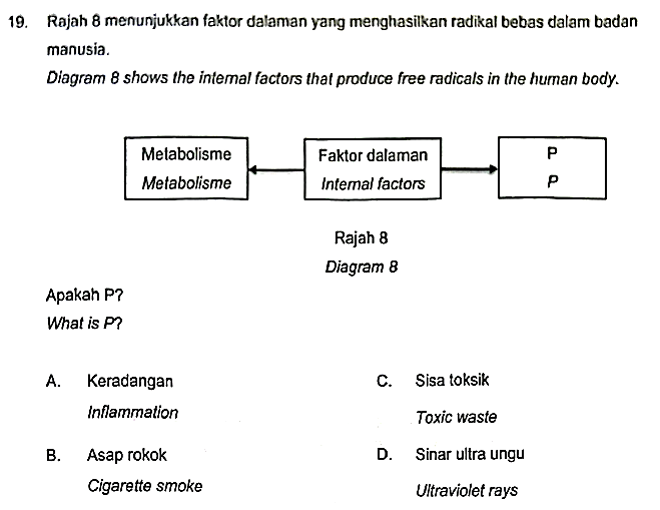 19. Rajah 8 menunjukkan faktor dalaman yang menghasilkan radikal bebas dalam badan
manusia.
Diagram 8 shows the internal factors that produce free radicals in the human body.
Metabolisme
Metabolisme
Faktor dalaman
Internal factors
P
P
Rajah 8
Diagram 8
Apakah P?
What is P?
A. Keradangan
Inflammation
B. Asap rokok
Cigarette smoke
C. Sisa toksik
Toxic waste
D. Sinar ultra ungu
Ultraviolet rays